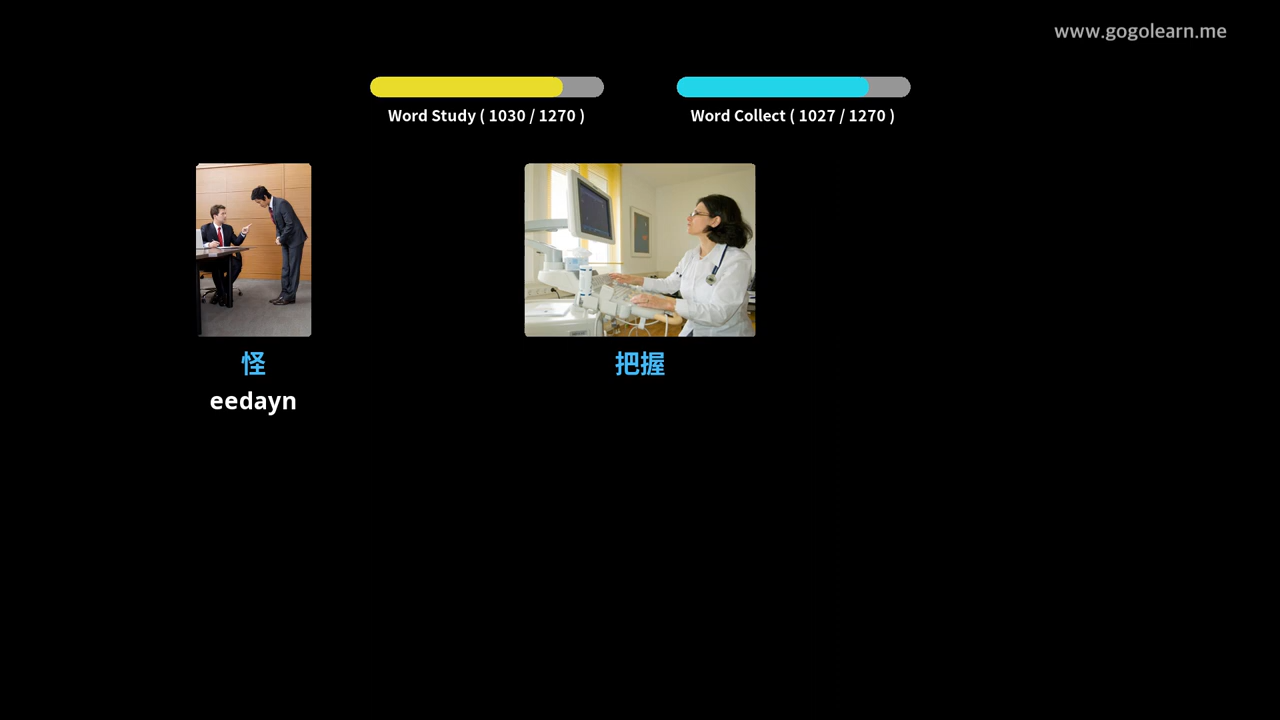 www.gogolearn.me
Word Study ( 1030 / 1270 )
Word Collect ( 1027 / 1270 )
怪
eedayn
把握